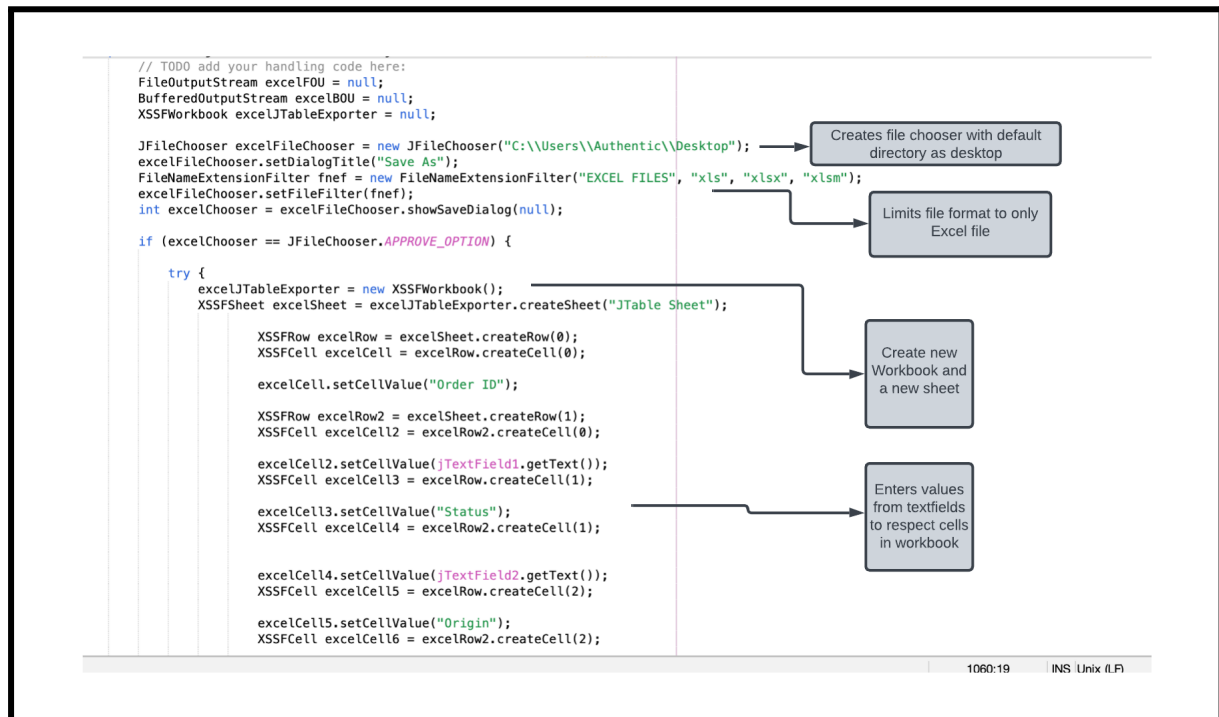 // TODO add your handling code here:
FileOutputStream excelFOU = null;
BufferedOutputStream excelBOU = null;
XSSFWorkbook excelJTableExporter = null;
JFileChooser excelFileChooser = new JFileChooser("C:\\Users\\Authentic\\Desktop");
excelFileChooser.setDialogTitle("Save As");
FileNameExtensionFilter fnef = new FileNameExtensionFilter("EXCEL FILES", "xls", "xlsx", "xlsm");
excelFileChooser.setFileFilter(fnef);
int excelChooser = excelFileChooser.showSaveDialog(null);
if (excelChooser == JFileChooser.APPROVE_OPTION) {
try {
excelJTableExporter = new XSSFWorkbook();
XSSFSheet excelSheet = excelJTableExporter.createSheet("JTable Sheet");
XSSFRow excelRow = excelSheet.createRow(0);
XSSFCell excelCell = excelRow.createCell(0);
excelCell.setCellValue("Order ID");
XSSFRow excelRow2 = excelSheet.createRow(1);
XSSFCell excelCell2 = excelRow2.createCell(0);
excelCell2.setCellValue(jTextField1.getText());
XSSFCell excelCell3 = excelRow.createCell(1);
excelCell3.setCellValue("Status");
XSSFCell excelCell4 = excelRow2.createCell(1);
excelCell4.setCellValue(jTextField2.getText());
XSSFCell excelCell5 = excelRow.createCell(2);
excelCell5.setCellValue("Origin");
XSSFCell excelCell6 = excelRow2.createCell(2);
Creates file chooser with default
directory as desktop
Limits file format to only
Excel file
Create new
Workbook and
a new sheet
Enters values
from textfields
to respect cells
in workbook
1060:19
INS
Unix (LF)